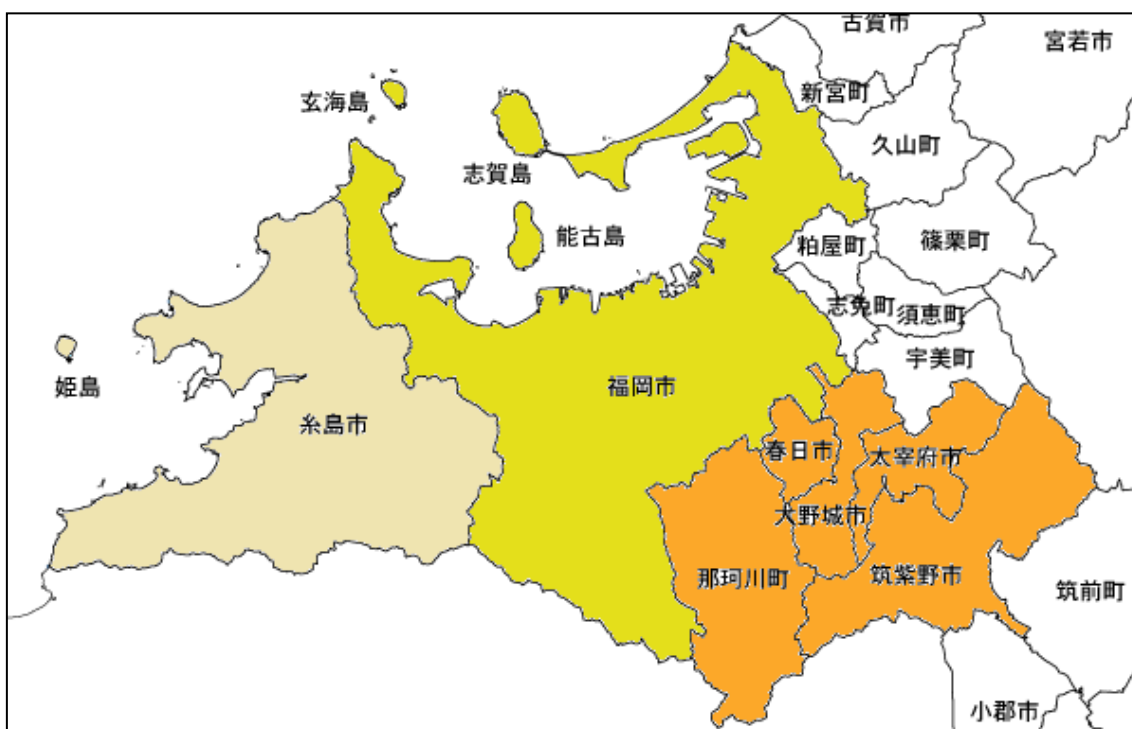 古賀市
宮若市
玄海島
新宮町
久山町
志賀島
能古島
粕屋町
篠栗町
志免町
須恵町
宇美町
姫島
福岡市
糸島市
春日市
太宰府市
大野城市
那珂川町
筑紫野市
筑前町
小郡市